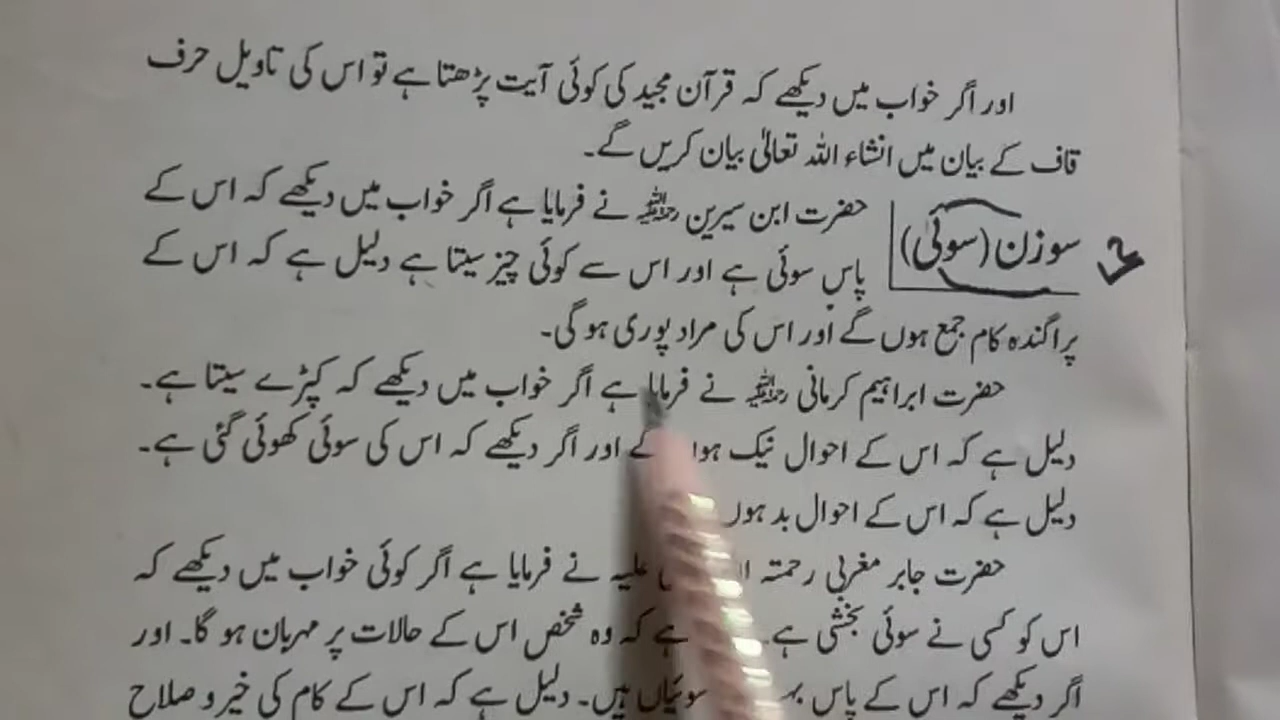 اور اگر خواب میں دیکھے کہ قرآن مجید کی کوئی آیت پڑھتا ہے تو اس کی تاویل حرف
قاف کے بیان میں انشاء اللہ تعالیٰ بیان کریں گے۔
سوزن (سوئی) حضرت ابن سیرین رحمۃ اللہ علیہ نے فرمایا ہے اگر خواب میں دیکھے کہ اس کے
پاس سوئی ہے اور اس سے کوئی چیز سیتا ہے دلیل ہے کہ اس کے
پراگندہ کام جمع ہوں گے اور اس کی مراد پوری ہو گی۔
حضرت ابراہیم کرمانی رحمۃ اللہ علیہ نے فرمایا ہے اگر خواب میں دیکھے کہ کپڑے سیتا ہے۔
دلیل ہے کہ اس کے احوال نیک اور اگر دیکھے کہ اس کی سوئی کھوئی گئی ہے۔
دلیل ہے کہ اس کے احوال بد
حضرت جابر مغربی رحمتہ علیہ نے فرمایا ہے اگر کوئی خواب میں دیکھے کہ
اس کو کسی نے سوئی بخشی ہے ہے کہ وہ شخص اس کے حالات پر مہربان ہو گا۔ اور
اگر دیکھے کہ اس کے پاس سوئیاں ہیں۔ دلیل ہے کہ اس کے کام کی خیر و صلاح